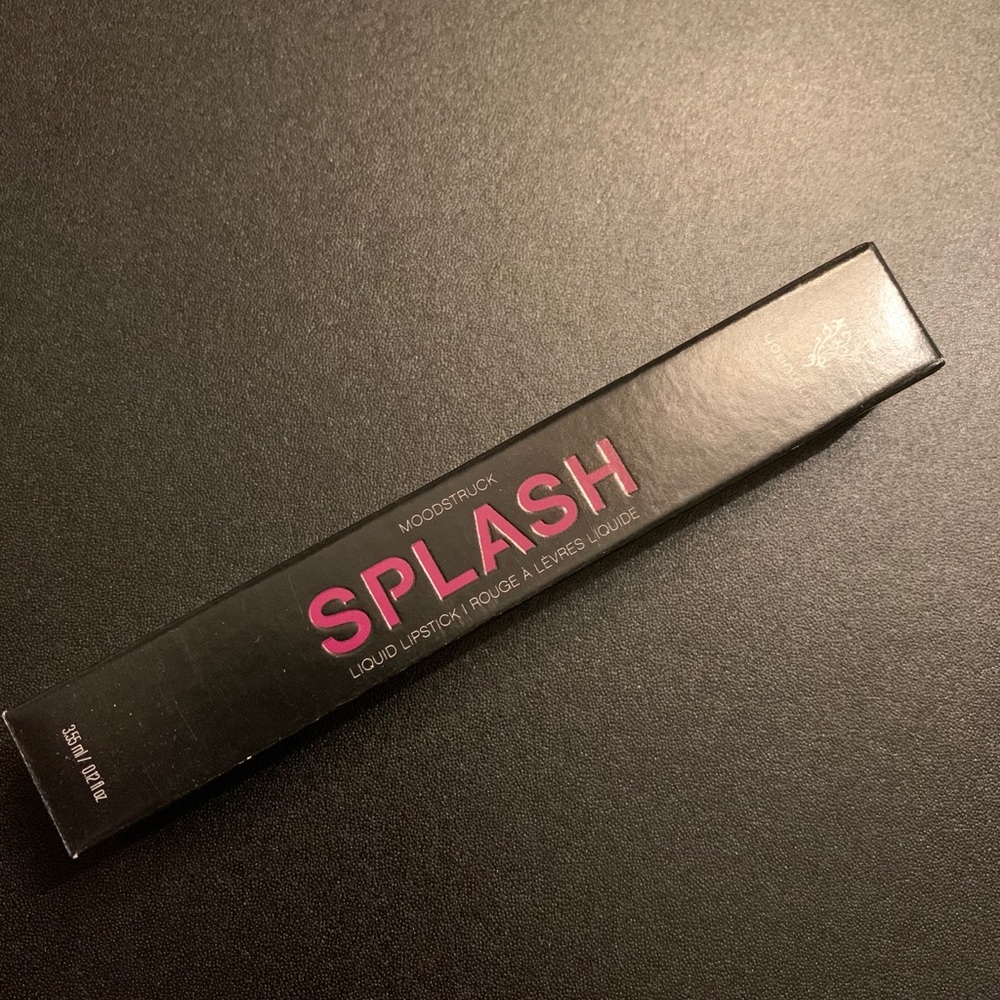 MOODSTRUCK
SPLASH
LIQUID LIPSTICK I ROUGE À LÈVRES LIQUIDE
3.55 ml / 0.12 fl oz